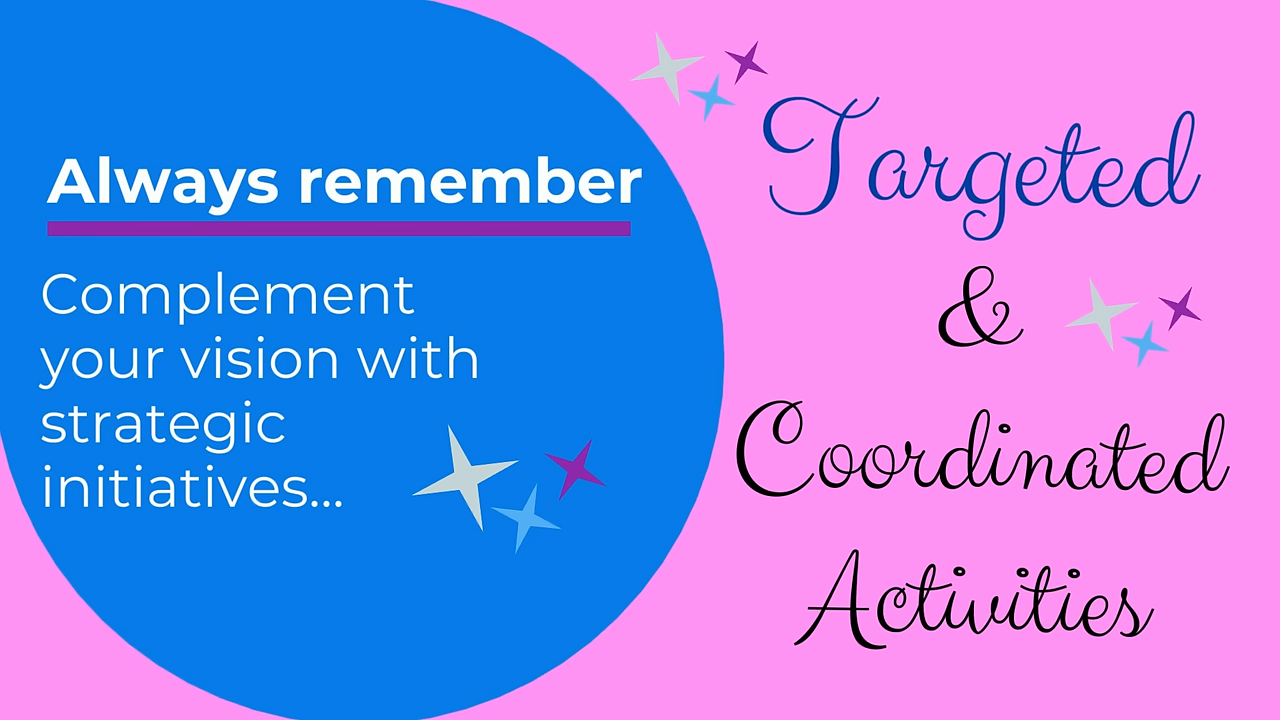 Always remember
Complement
your vision with
strategic
initiatives...
Targeted
&
Coordinated
Activities